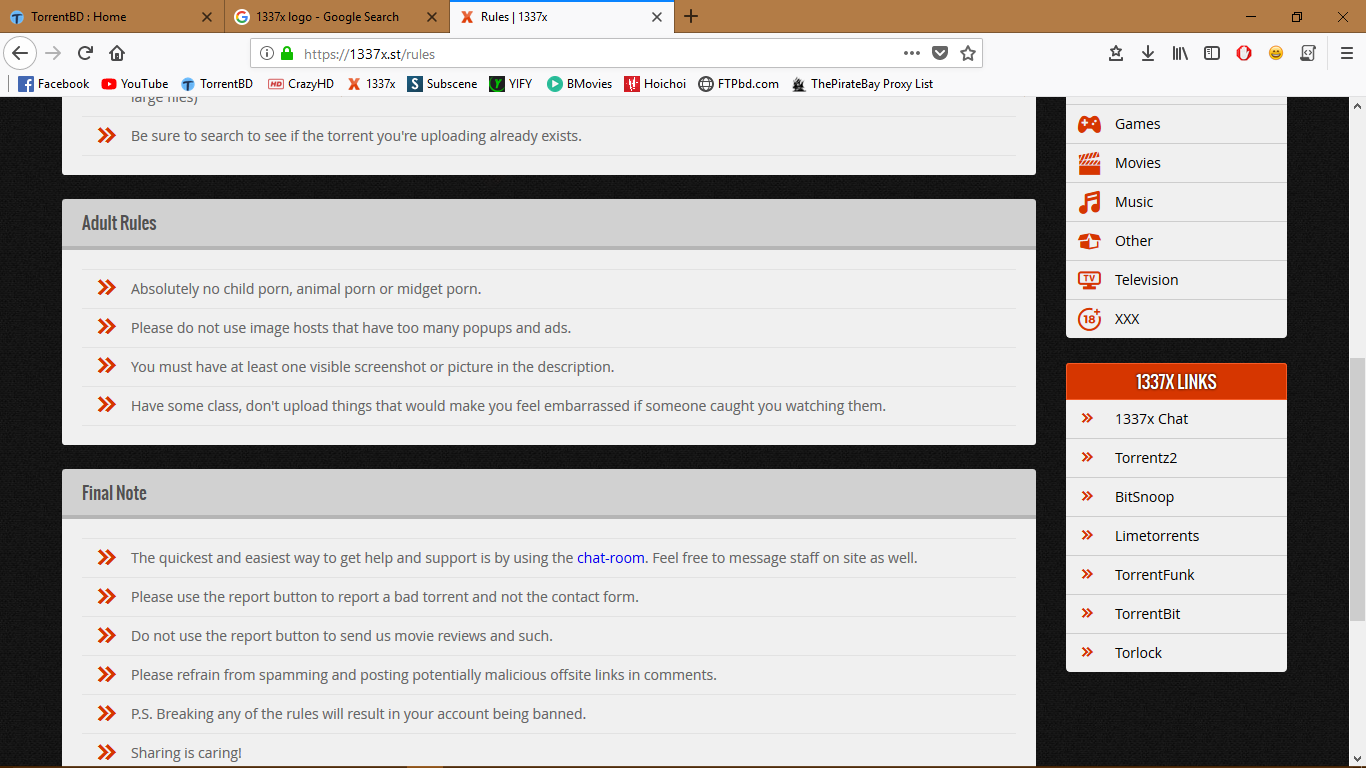 TorrentBD : Home
1337x logo - Google Search
Rules | 1337x
https://1337x.st/rules
Facebook
YouTube
TorrentBD
HD
CrazyHD
1337x
S
Subscene
Y
YIFY
BMovies
Hoichoi
FTPbd.com
ThePirateBay Proxy List
large files)
Be sure to search to see if the torrent you're uploading already exists.
Adult Rules
Absolutely no child porn, animal porn or midget porn.
Please do not use image hosts that have too many popups and ads.
You must have at least one visible screenshot or picture in the description.
Have some class, don't upload things that would make you feel embarrassed if someone caught you watching them.
Final Note
The quickest and easiest way to get help and support is by using the chat-room. Feel free to message staff on site as well.
Please use the report button to report a bad torrent and not the contact form.
Do not use the report button to send us movie reviews and such.
Please refrain from spamming and posting potentially malicious offsite links in comments.
P.S. Breaking any of the rules will result in your account being banned.
Sharing is caring!
Games
Movies
Music
Other
TV
Television
18+
XXX
1337X LINKS
1337x Chat
Torrentz2
BitSnoop
Limetorrents
TorrentFunk
TorrentBit
Torlock